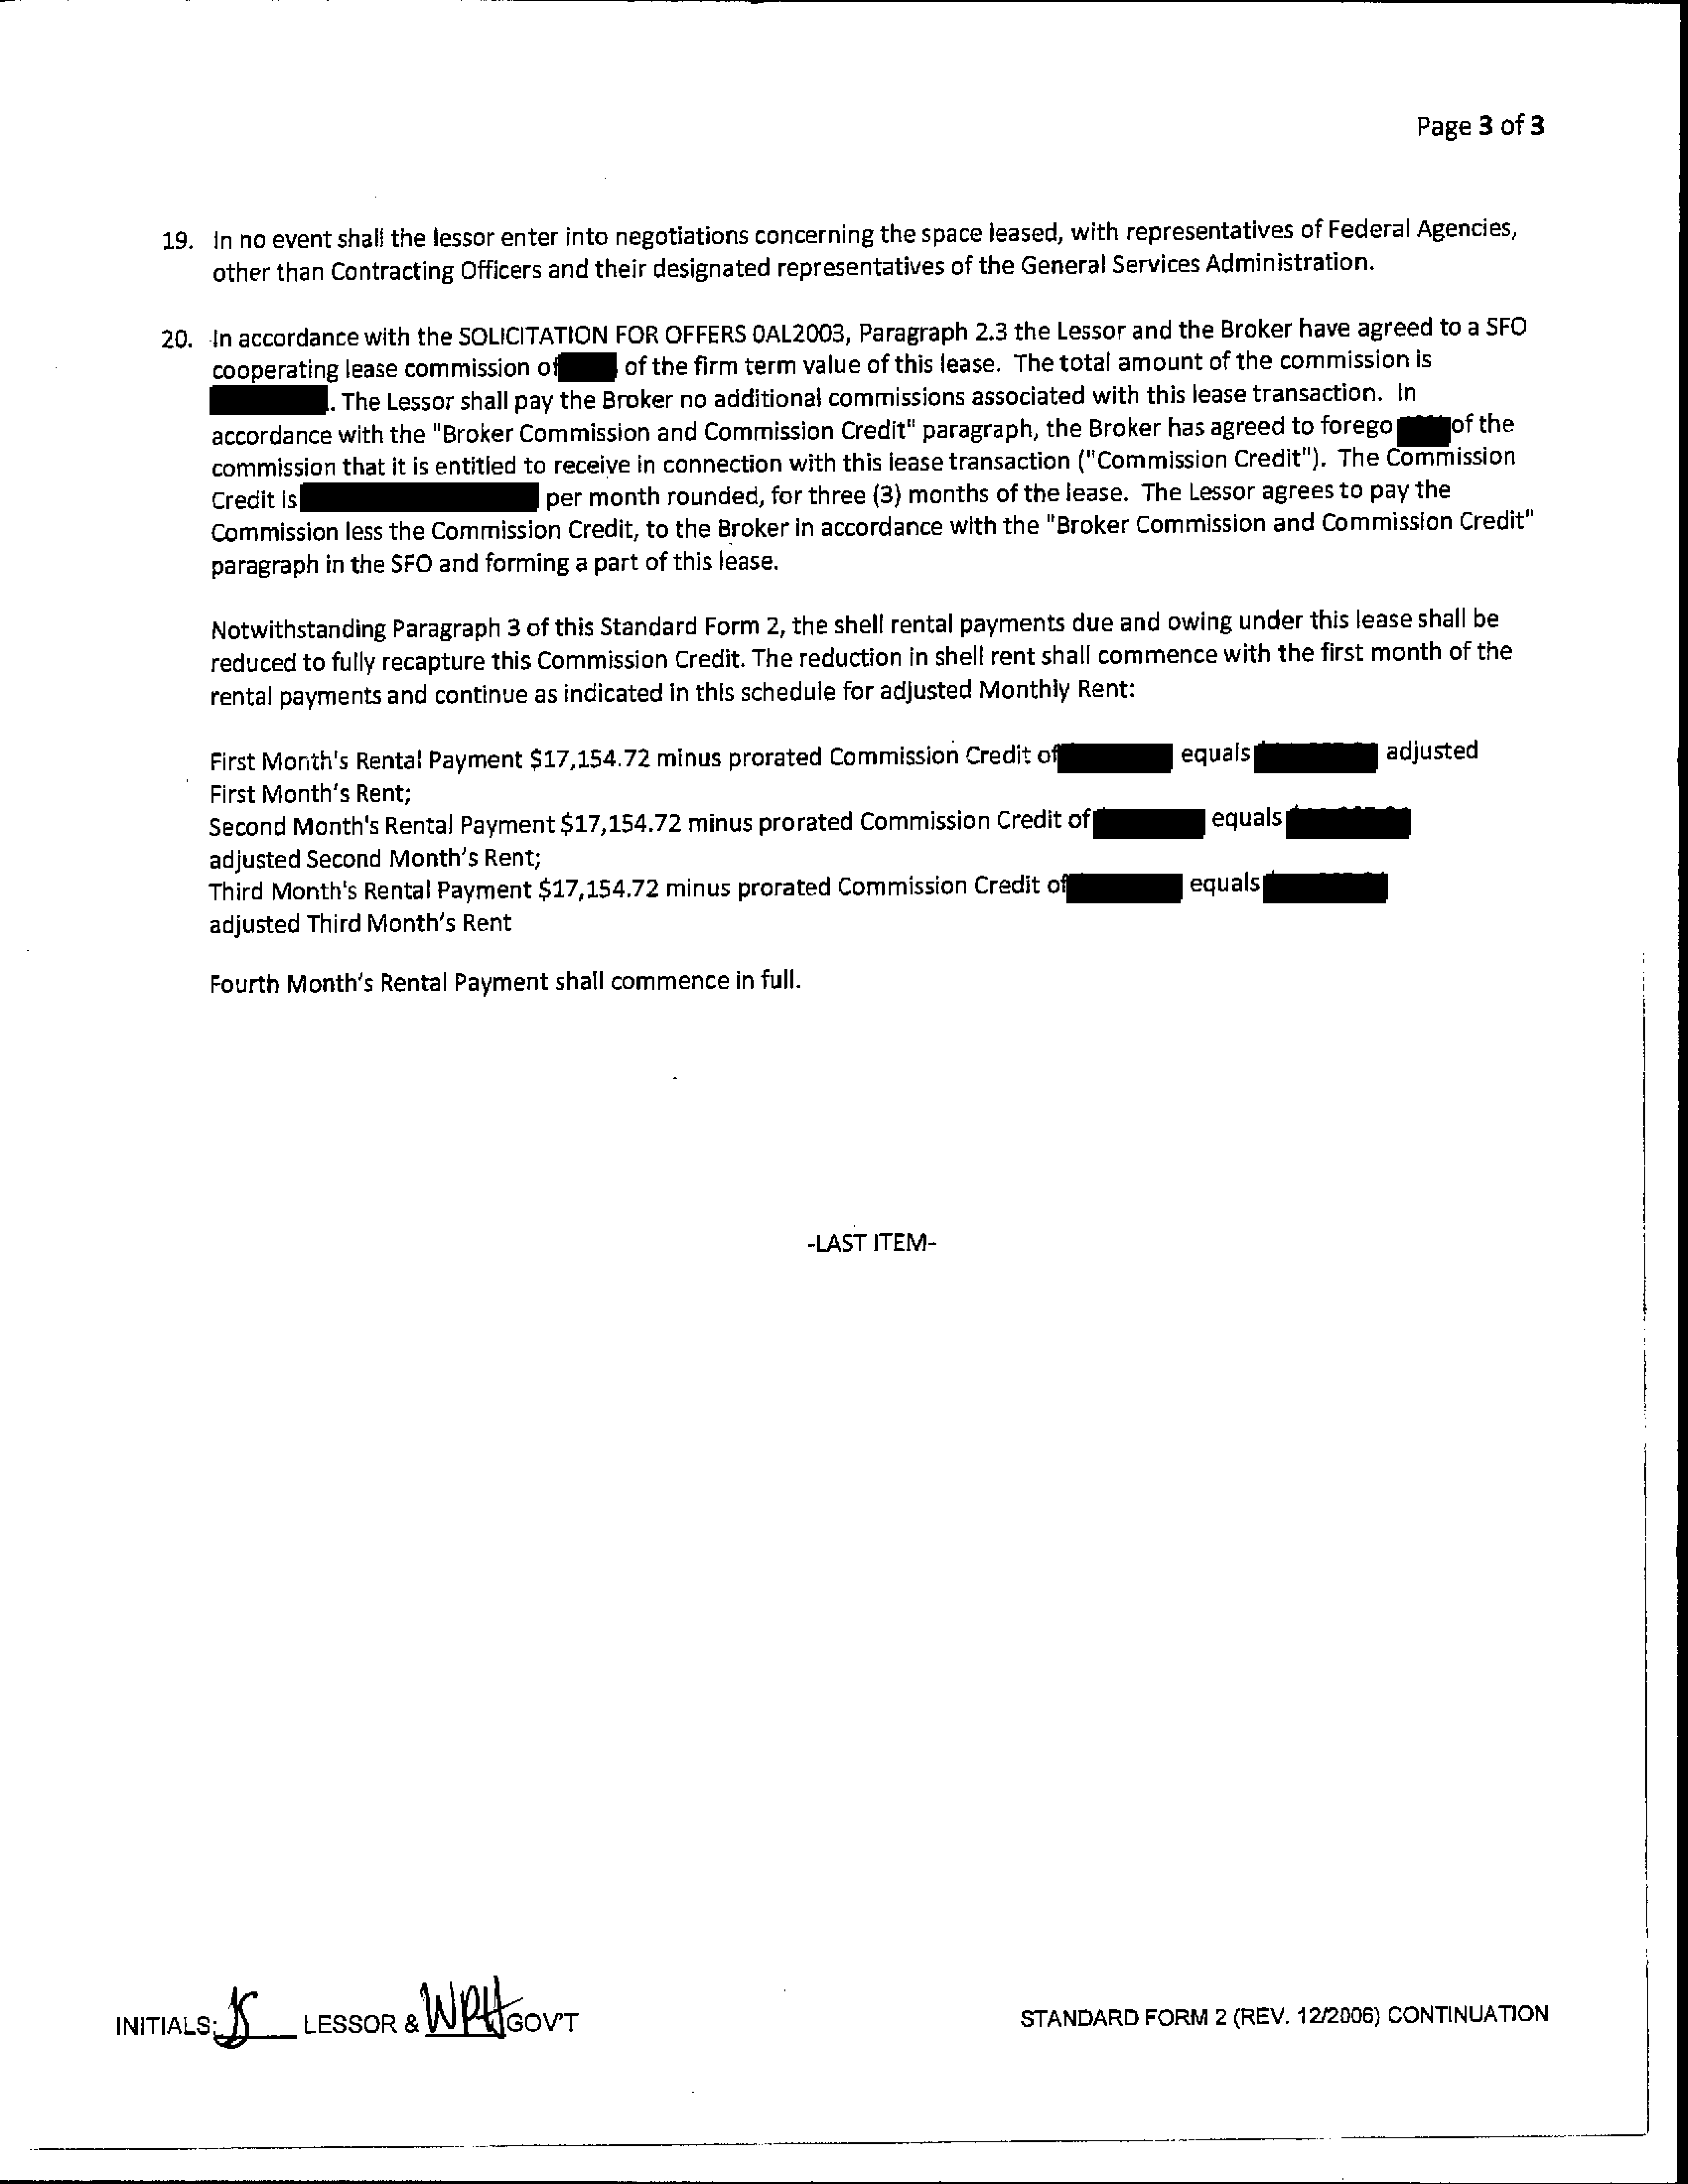 Page 3 of 3
19. In no event shall the lessor enter into negotiations concerning the space leased, with representatives of Federal Agencies,
other than Contracting Officers and their designated representatives of the General Services Administration.
20. In accordance with the SOLICITATION FOR OFFERS 0AL2003, Paragraph 2.3 the Lessor and the Broker have agreed to a SFO
cooperating lease commission of of the firm term value of this lease. The total amount of the commission is
. The Lessor shall pay the Broker no additional commissions associated with this lease transaction. In
accordance with the "Broker Commission and Commission Credit" paragraph, the Broker has agreed to forego of the
commission that it is entitled to receive in connection with this lease transaction ("Commission Credit"). The Commission
Credit is per month rounded, for three (3) months of the lease. The Lessor agrees to pay the
Commission less the Commission Credit, to the Broker in accordance with the "Broker Commission and Commission Credit"
paragraph in the SFO and forming a part of this lease.
Notwithstanding Paragraph 3 of this Standard Form 2, the shell rental payments due and owing under this lease shall be
reduced to fully recapture this Commission Credit. The reduction in shell rent shall commence with the first month of the
rental payments and continue as indicated in this schedule for adjusted Monthly Rent:
First Month's Rental Payment $17,154.72 minus prorated Commission Credit of equals adjusted
First Month's Rent;
Second Month's Rental Payment $17,154.72 minus prorated Commission Credit of equals
adjusted Second Month's Rent;
Third Month's Rental Payment $17,154.72 minus prorated Commission Credit of equals
adjusted Third Month's Rent
Fourth Month's Rental Payment shall commence in full.
-LAST ITEM-
INITIALS: JS LESSOR & WPH GOV'T
STANDARD FORM 2 (REV. 12/2006) CONTINUATION